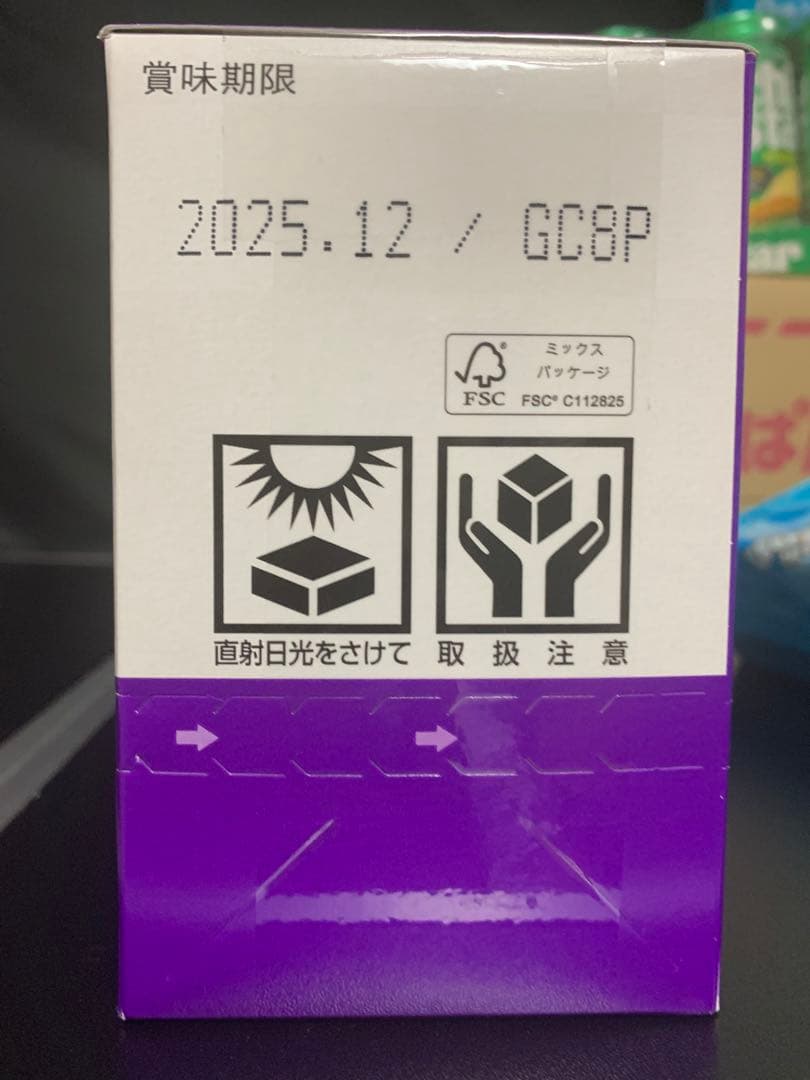 賞味期限
2025.12 / GC8P
ミックス
パッケージ
FSC
FSC® C112825
直射日光をさけて
取扱注意
ar